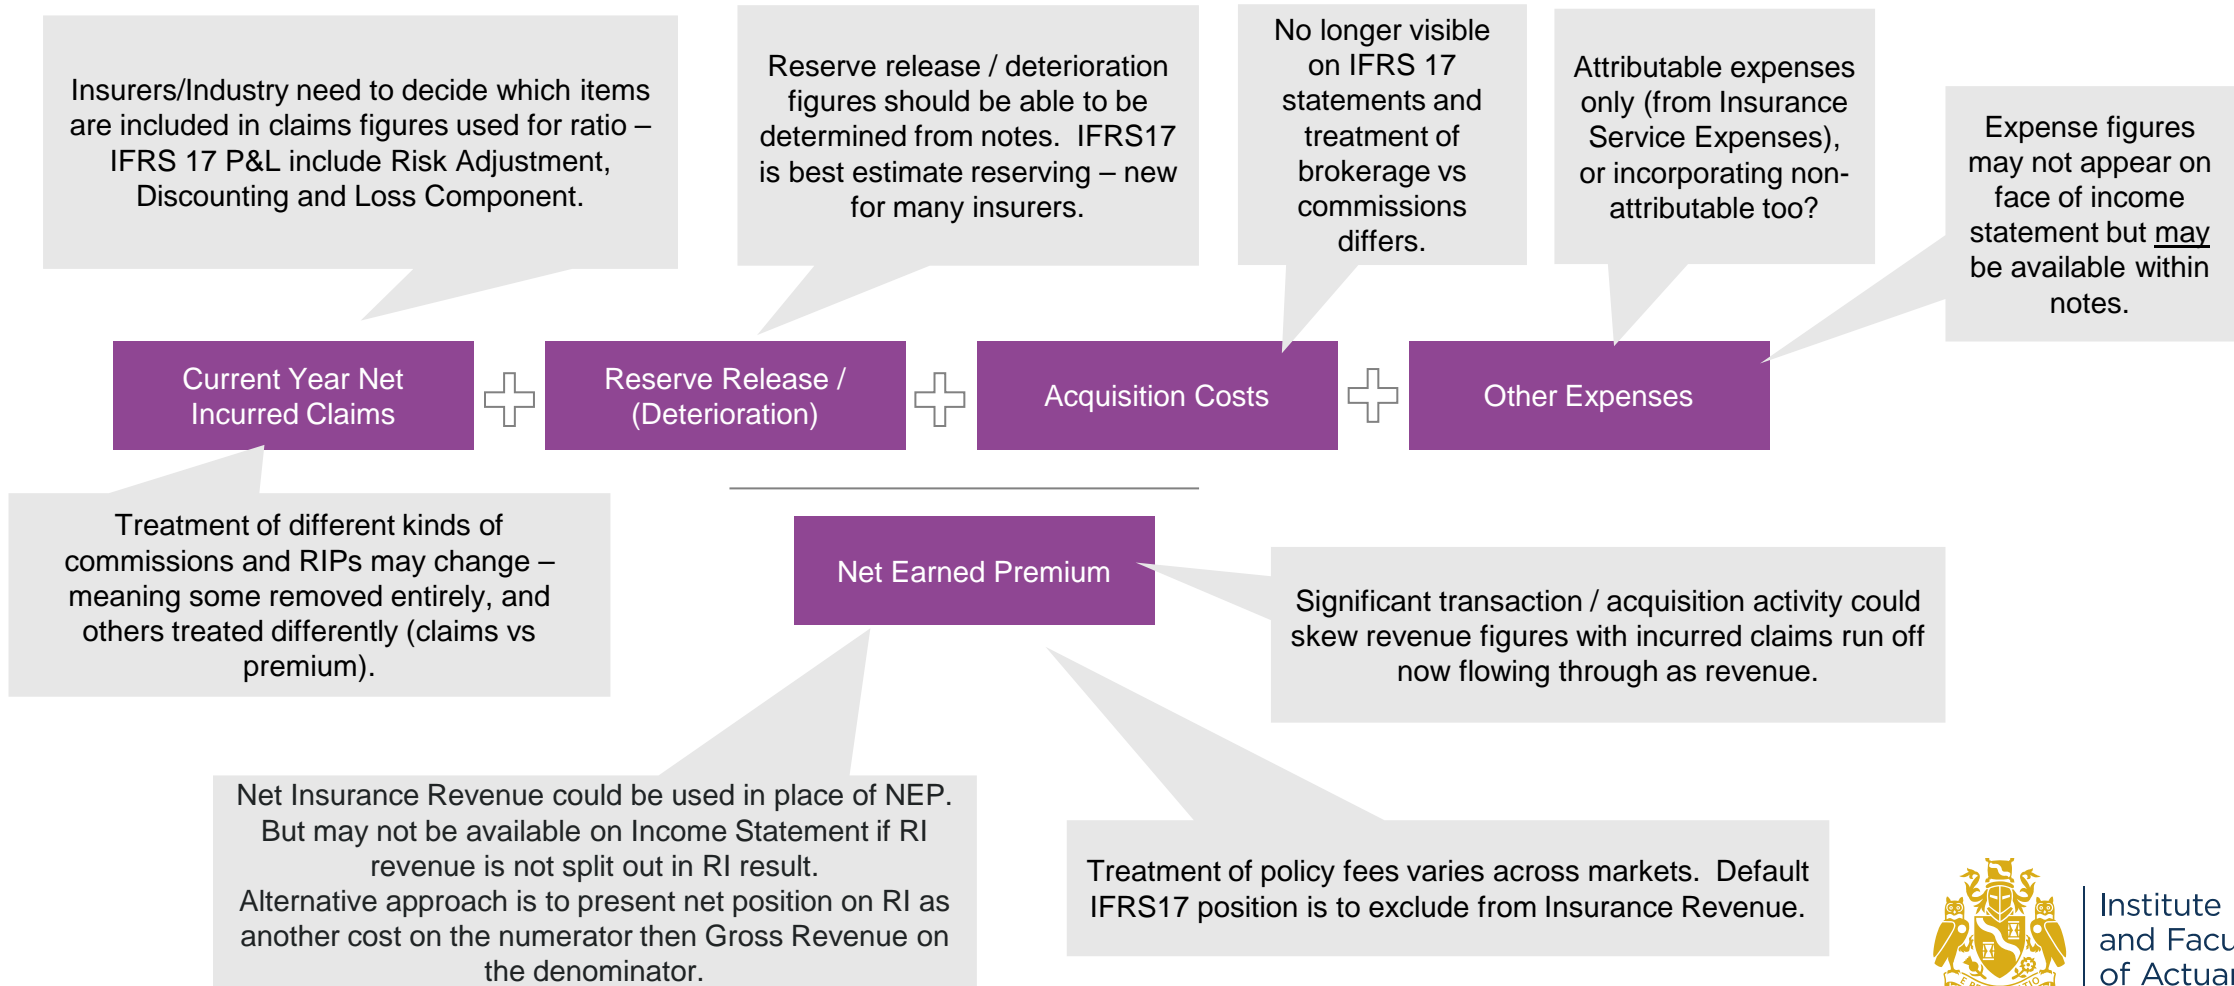 Insurers/Industry need to decide which items
are included in claims figures used for ratio –
IFRS 17 P&L include Risk Adjustment,
Discounting and Loss Component.
Reserve release / deterioration
figures should be able to be
determined from notes.  IFRS17
is best estimate reserving – new
for many insurers.
No longer visible
on IFRS 17
statements and
treatment of
brokerage vs
commissions
differs.
Attributable expenses
only (from Insurance
Service Expenses),
or incorporating non-
attributable too?
Expense figures
may not appear on
face of income
statement but may
be available within
notes.
Current Year Net
Incurred Claims
Reserve Release /
(Deterioration)
Acquisition Costs
Other Expenses
Treatment of different kinds of
commissions and RIPs may change –
meaning some removed entirely, and
others treated differently (claims vs
premium).
Net Earned Premium
Significant transaction / acquisition activity could
skew revenue figures with incurred claims run off
now flowing through as revenue.
Net Insurance Revenue could be used in place of NEP.
But may not be available on Income Statement if RI
revenue is not split out in RI result.
Alternative approach is to present net position on RI as
another cost on the numerator then Gross Revenue on
the denominator.
Treatment of policy fees varies across markets.  Default
IFRS17 position is to exclude from Insurance Revenue.
Institute
and Facu
of Actuar